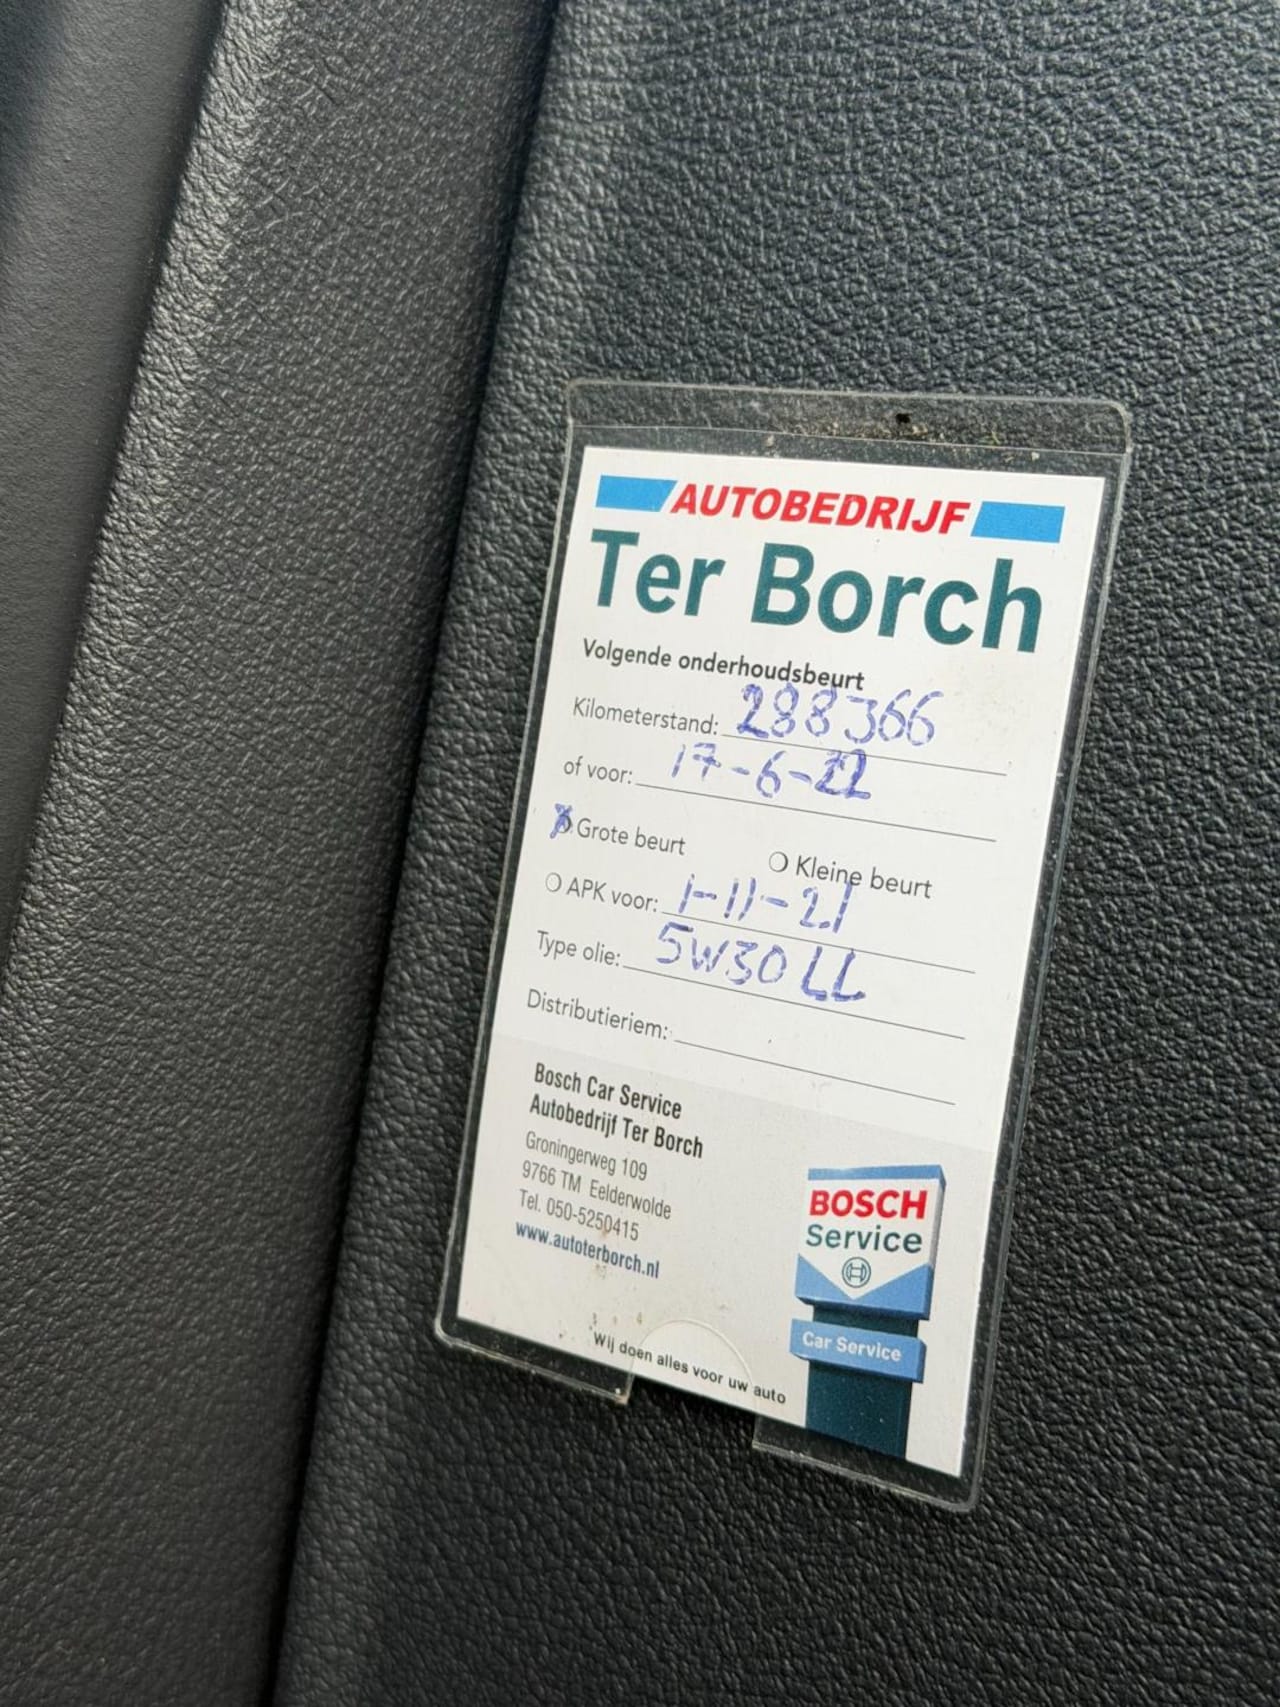 AUTOBEDRIJF
Ter Borch
Volgende onderhoudsbeurt
Kilometerstand: 288366
of voor: 17-6-22
Grote beurt
Kleine beurt
APK voor: 1-11-21
Type olie: 5W30 LL
Distributieriem:
Bosch Car Service
Autobedrijf Ter Borch
Groningerweg 109
9766 TM Eelderwolde
Tel. 050-5250415
www.autoterborch.nl
BOSCH
Service
Car Service
Wij doen alles voor uw auto